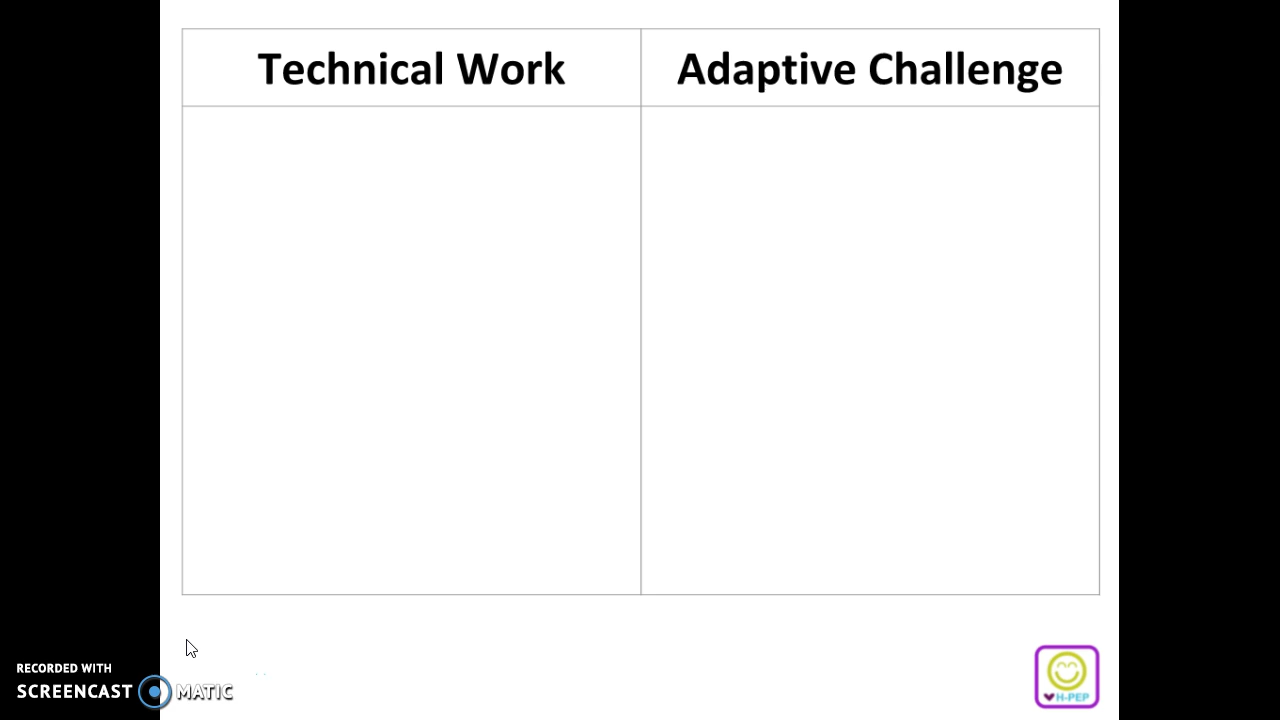 Technical Work
Adaptive Challenge
RECORDED WITH
SCREENCAST MATIC
H-PEP